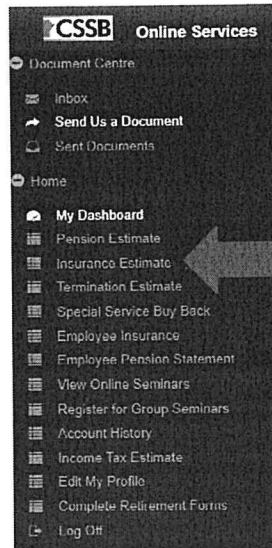 CSSB Online Services
Document Centre
Inbox
Send Us a Document
Sent Documents
Home
My Dashboard
Pension Estimate
Insurance Estimate
Termination Estimate
Special Service Buy Back
Employee Insurance
Employee Pension Statement
View Online Seminars
Register for Group Seminars
Account History
Income Tax Estimate
Edit My Profile
Complete Retirement Forms
Log Off